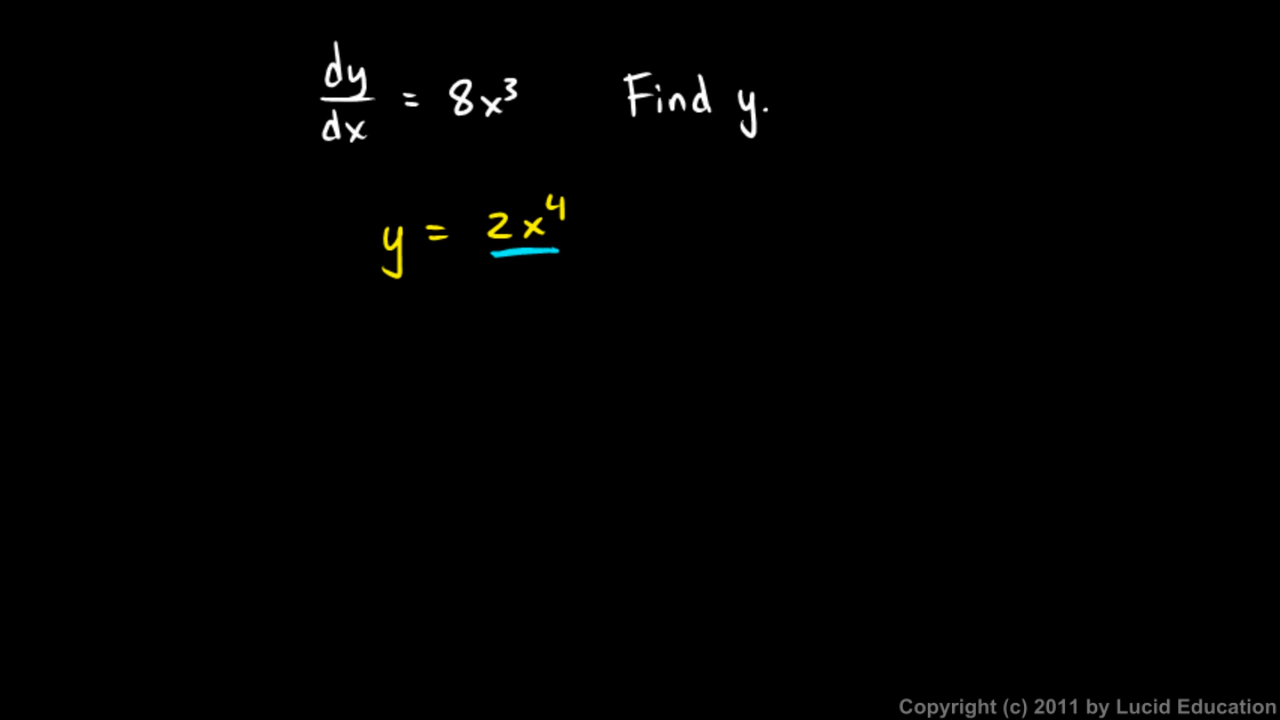 dy/dx = 8x³ Find y.
y = 2x⁴
Copyright (c) 2011 by Lucid Education